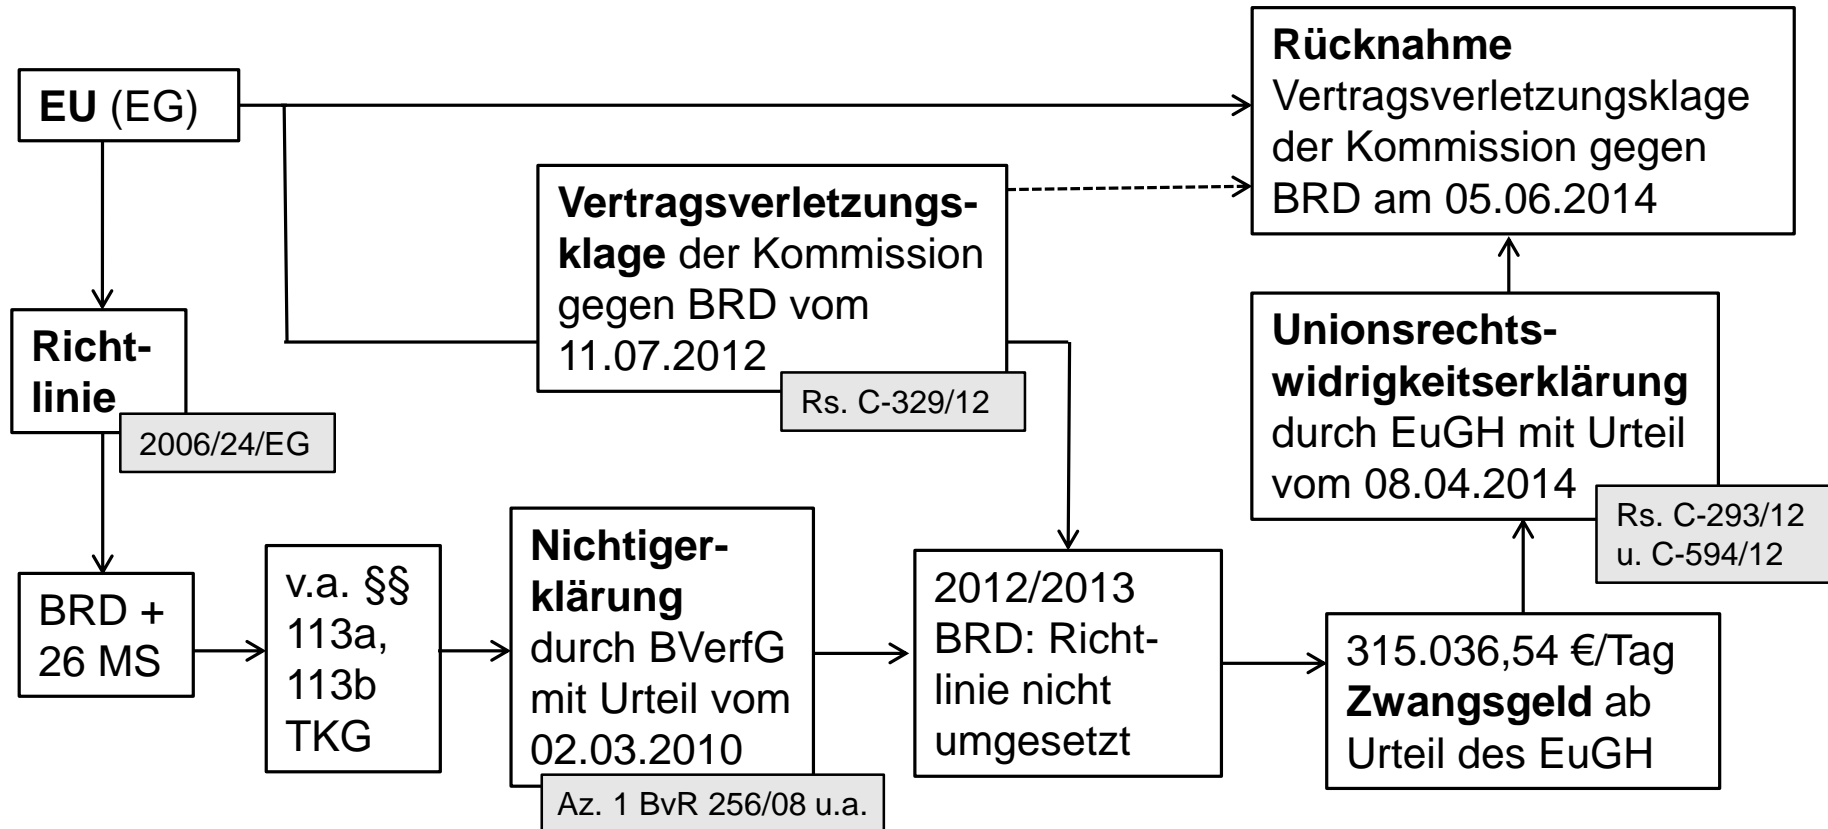 EU (EG)
Richt-
linie
2006/24/EG
BRD +
26 MS
v.a. §§
113a,
113b
TKG
Nichtiger-
klärung
durch BVerfG
mit Urteil vom
02.03.2010
Az. 1 BvR 256/08 u.a.
Vertragsverletzungs-
klage der Kommission
gegen BRD vom
11.07.2012
Rs. C-329/12
2012/2013
BRD: Richt-
linie nicht
umgesetzt
315.036,54 €/Tag
Zwangsgeld ab
Urteil des EuGH
Unionsrechts-
widrigkeitserklärung
durch EuGH mit Urteil
vom 08.04.2014
Rs. C-293/12
u. C-594/12
Rücknahme
Vertragsverletzungsklage
der Kommission gegen
BRD am 05.06.2014